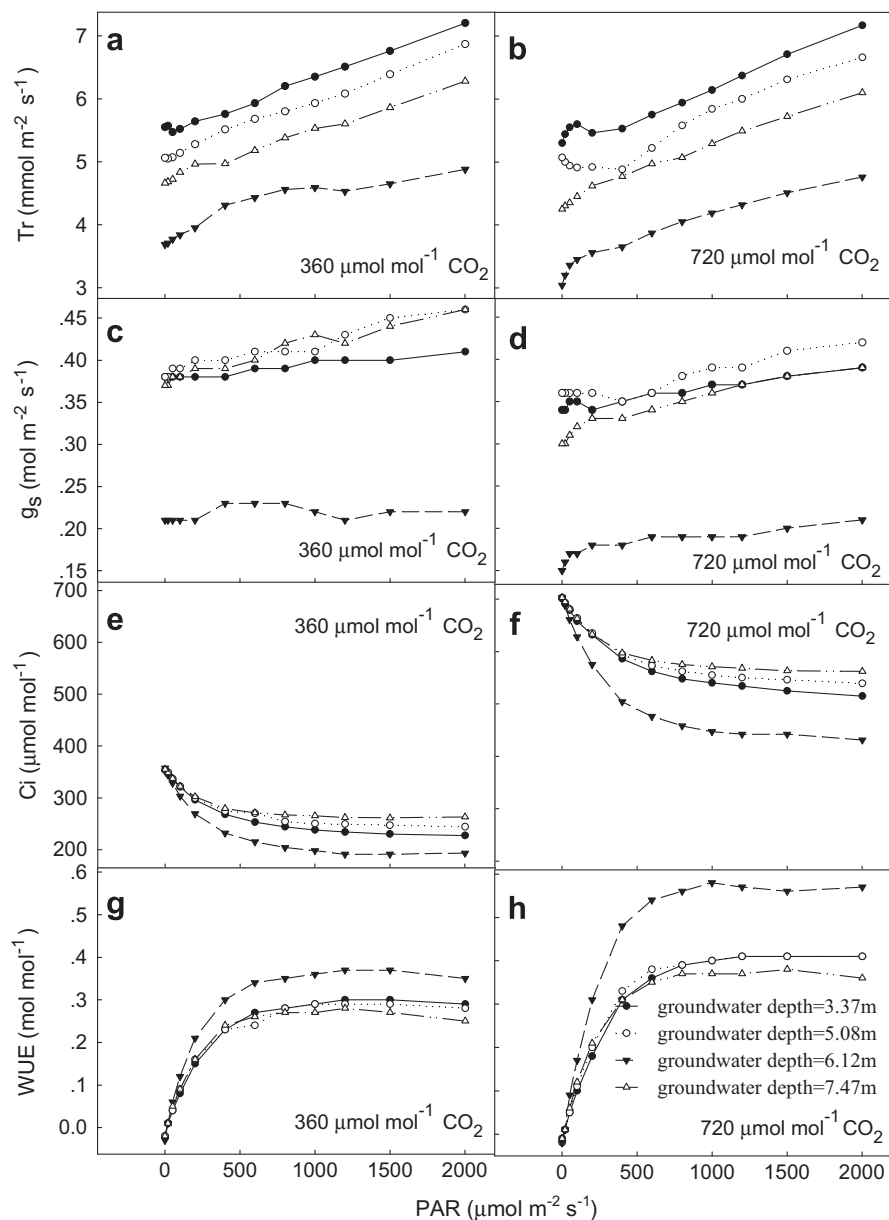 a
b
7
6
5
4
3
Tr (mmol m⁻² s⁻¹)
360 μmol mol⁻¹ CO₂
720 μmol mol⁻¹ CO₂
c
d
.45
.40
.35
.30
.25
.20
.15
gs (mol m⁻² s⁻¹)
360 μmol mol⁻¹ CO₂
720 μmol mol⁻¹ CO₂
e
f
700
600
500
400
300
200
Ci (μmol mol⁻¹)
360 μmol mol⁻¹ CO₂
720 μmol mol⁻¹ CO₂
g
h
.6
.5
.4
.3
.2
.1
0.0
WUE (mol mol⁻¹)
groundwater depth=3.37m
groundwater depth=5.08m
groundwater depth=6.12m
groundwater depth=7.47m
360 μmol mol⁻¹ CO₂
720 μmol mol⁻¹ CO₂
0 500 1000 1500 2000
0 500 1000 1500 2000
PAR (μmol m⁻² s⁻¹)